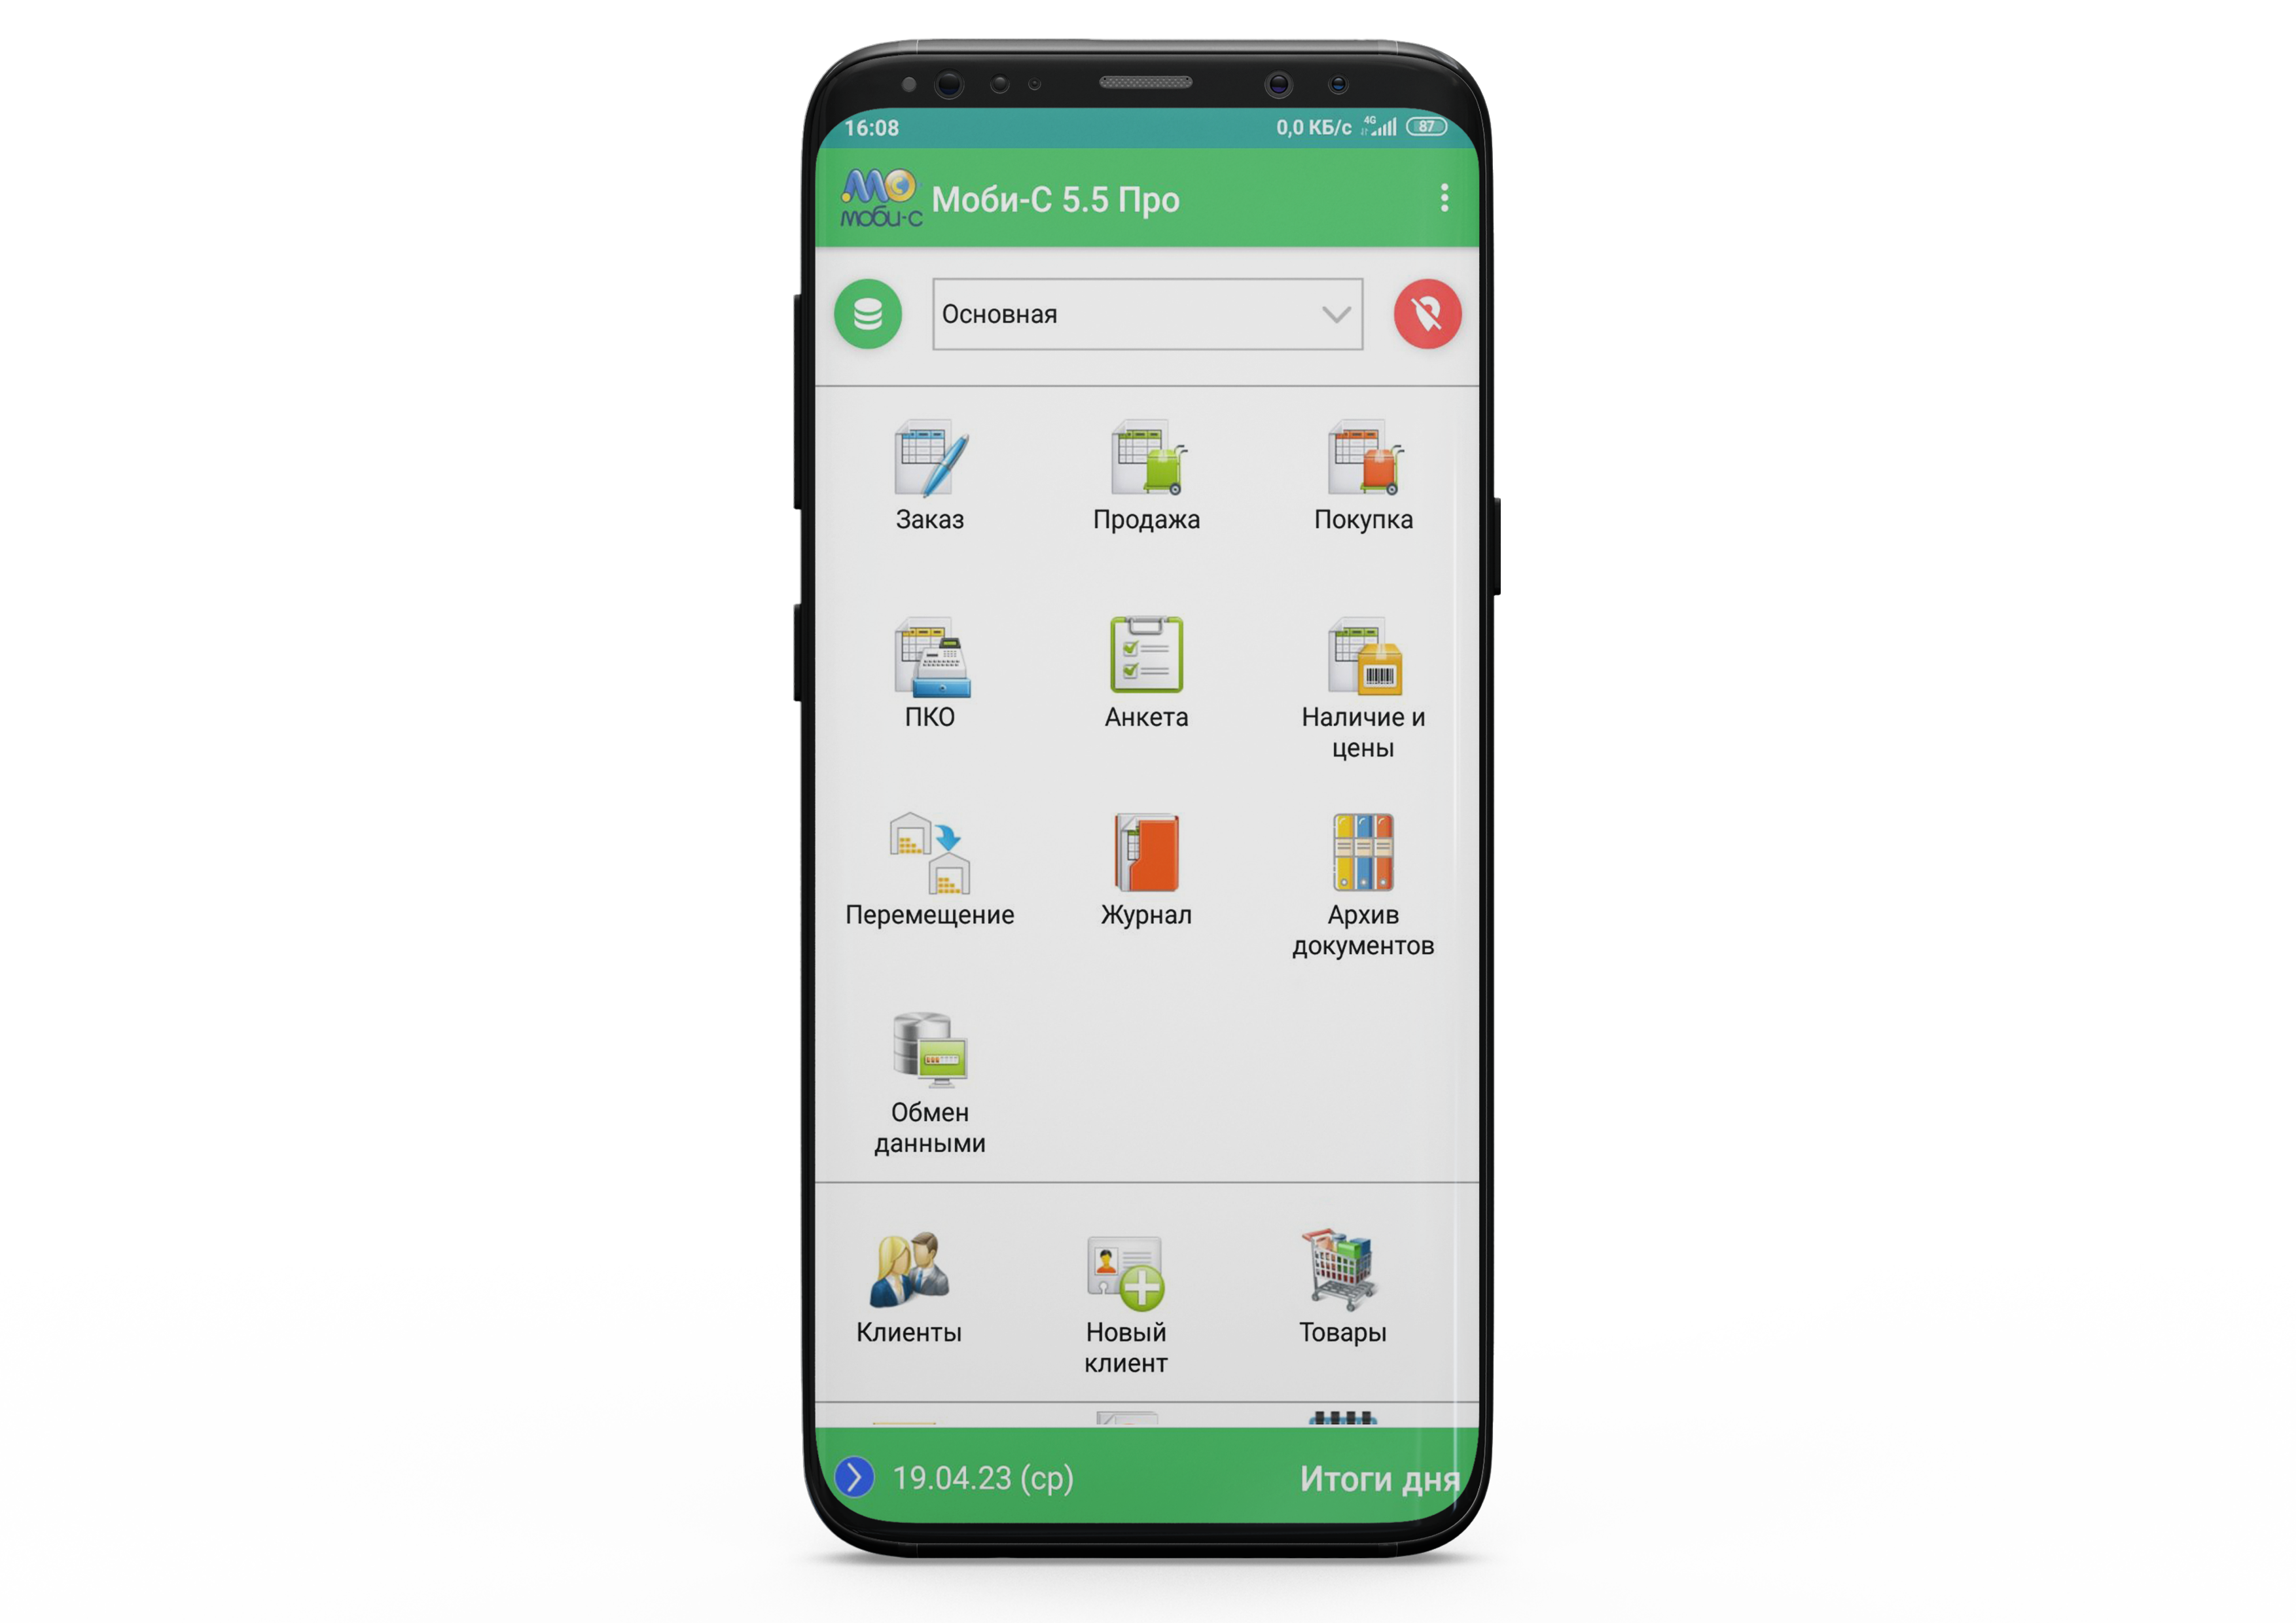 16:08 0,0 КБ/с 4G 87
моби-с Моби-С 5.5 Про
Основная
Заказ Продажа Покупка
ПКО Анкета Наличие и
цены
Перемещение Журнал Архив
документов
Обмен
данными
Клиенты Новый Товары
клиент
19.04.23 (ср) Итоги дня